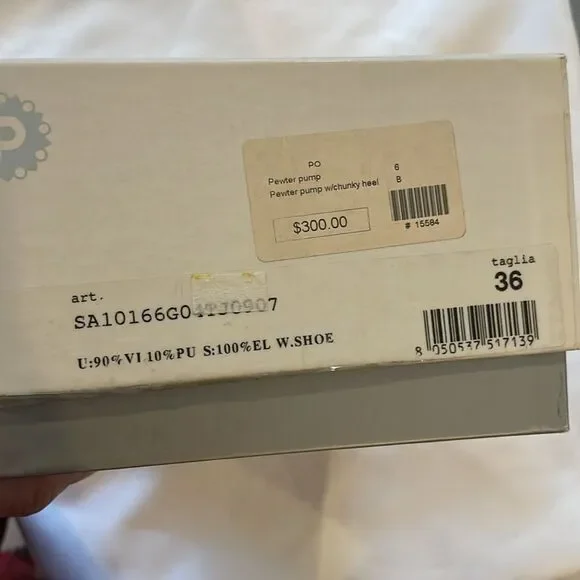 P
PO 6
Pewter pump B
Pewter pump w/chunky heel
$300.00
# 15584
taglia
36
art.
SA10166G04TJ0907
U:90%VI 10%PU S:100%EL W.SHOE
8 050537 517139